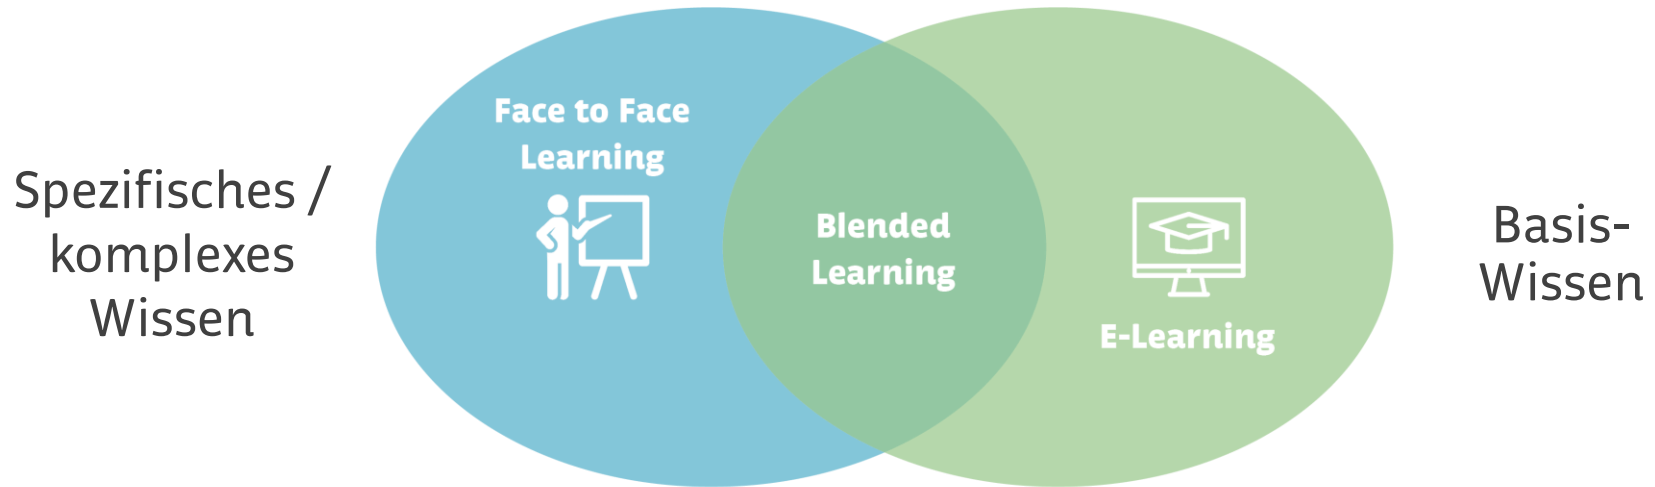 Spezifisches /
komplexes
Wissen
Face to Face
Learning
Blended
Learning
E-Learning
Basis-
Wissen